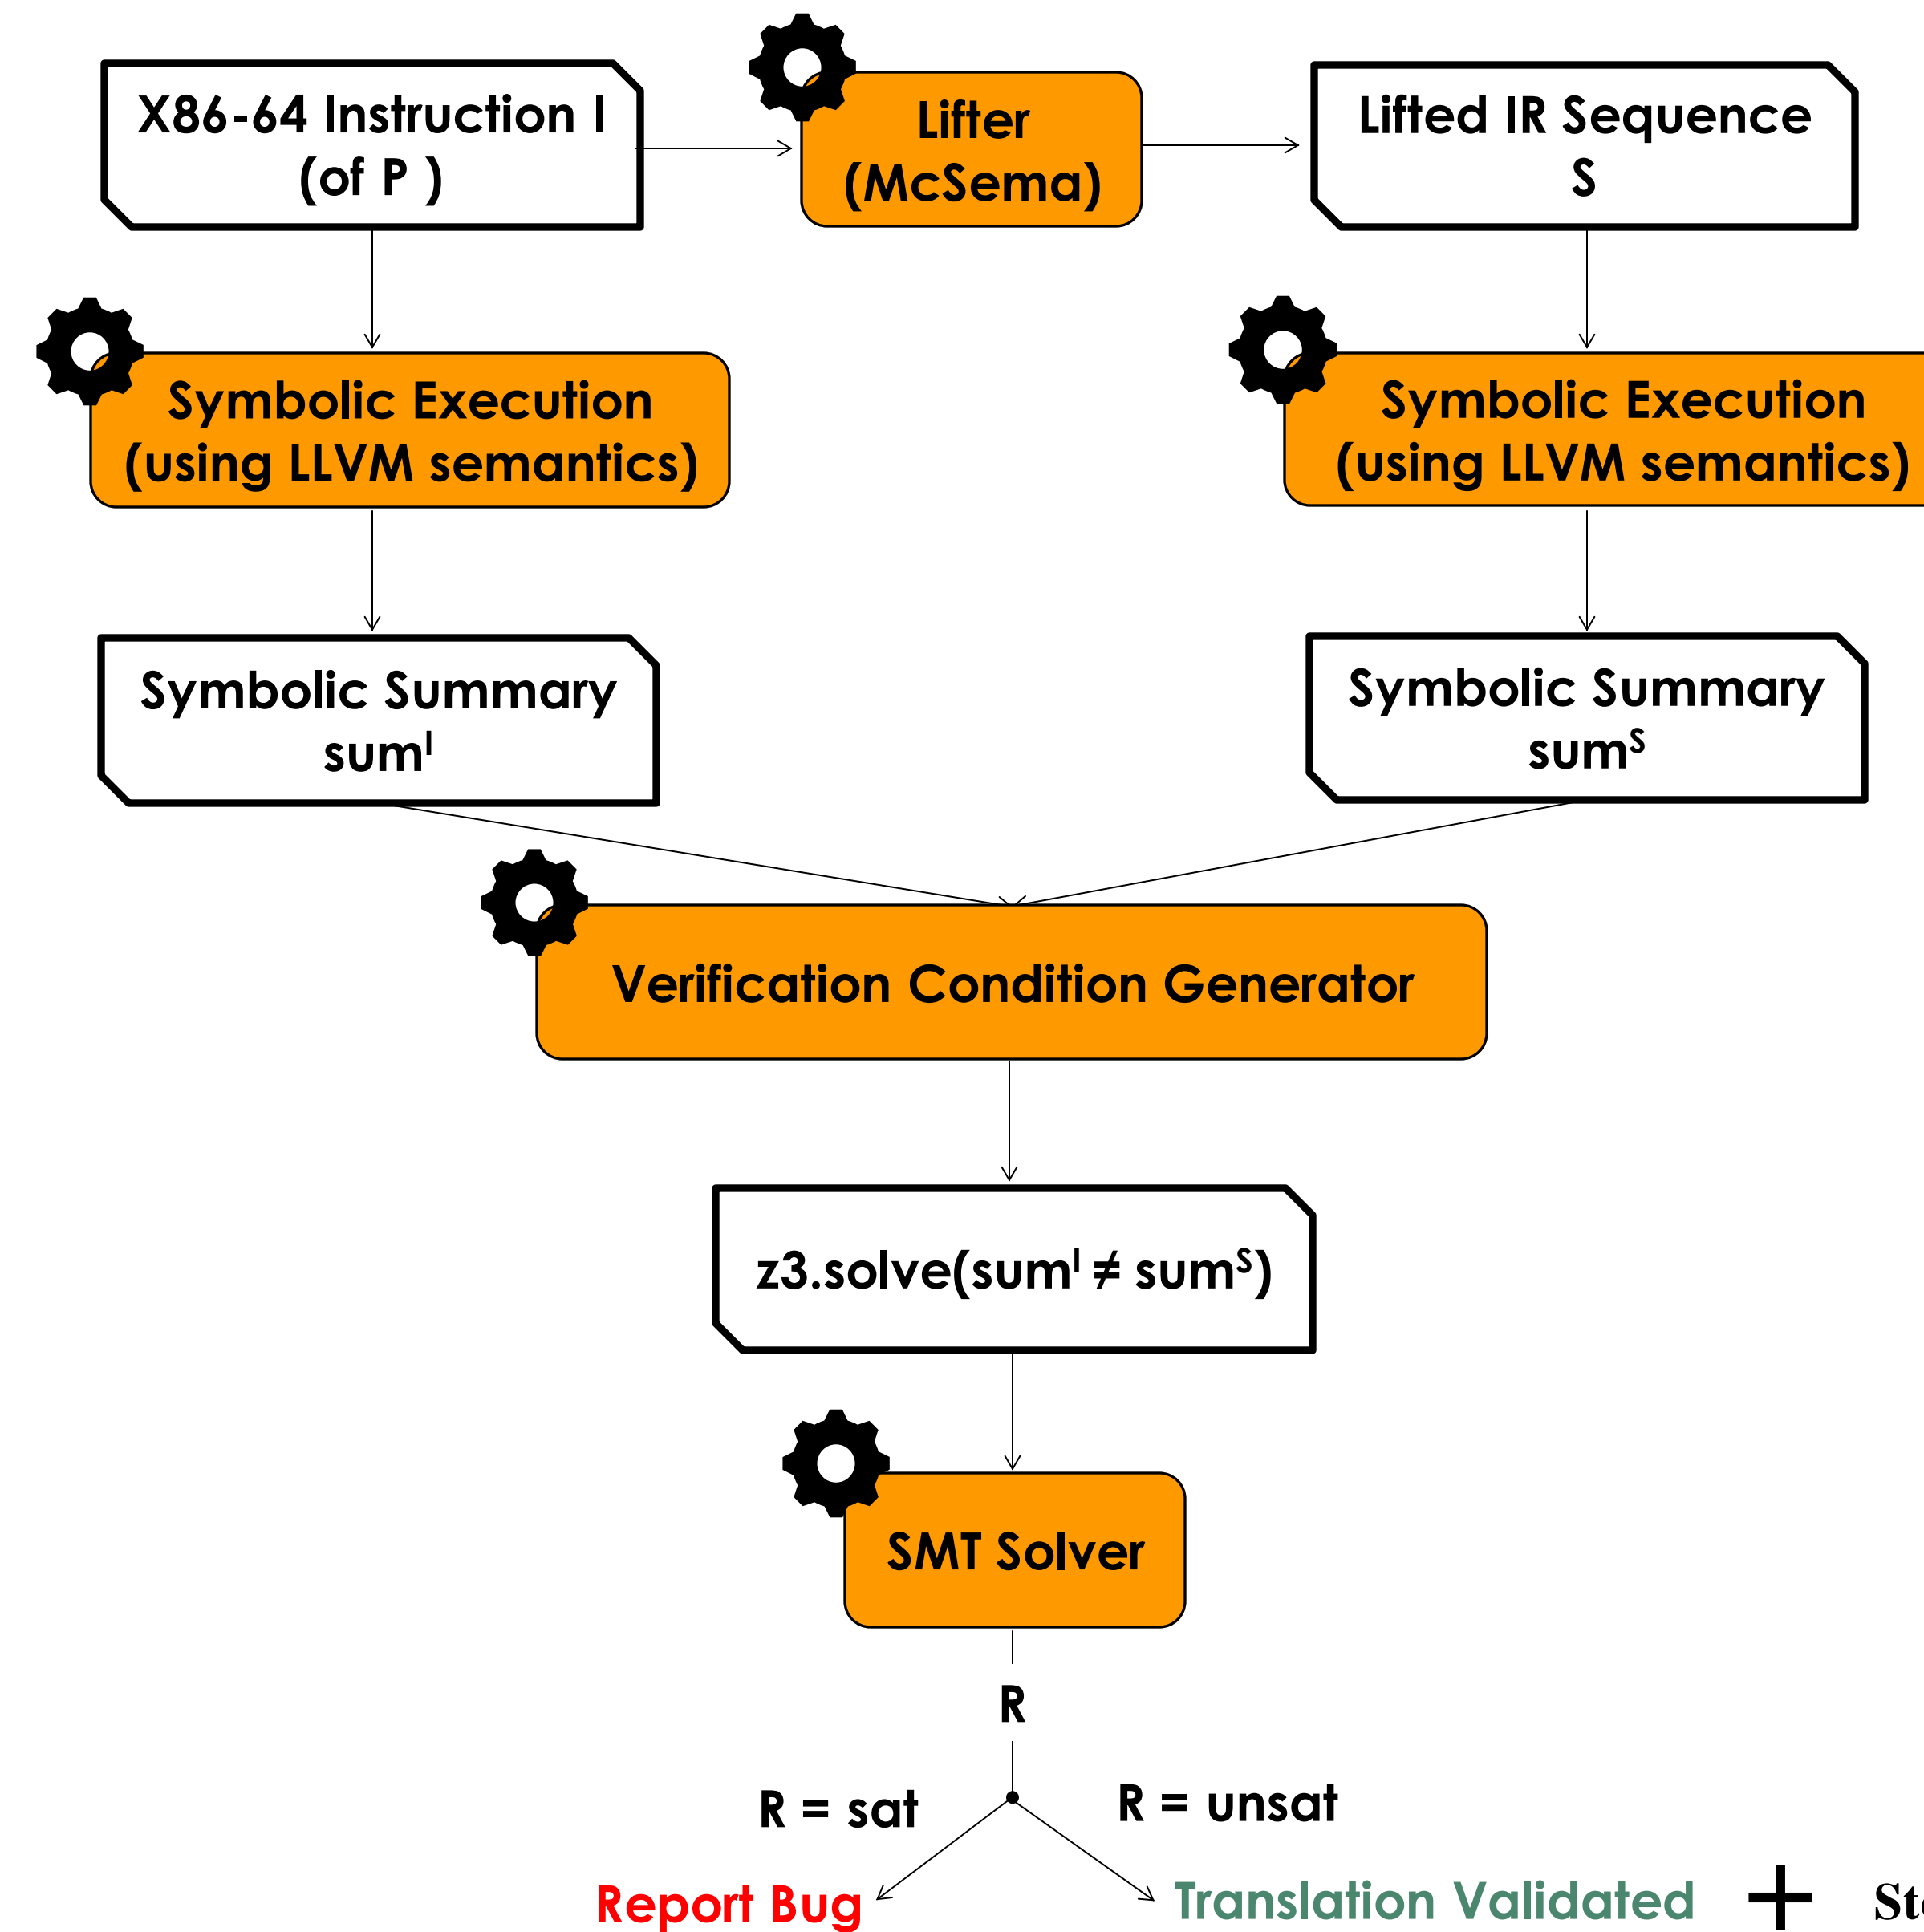 X86-64 Instruction I
(of P )
Lifter
(McSema)
Lifted IR Sequence
S
Symbolic Execution
(using LLVM semantics)
Symbolic Execution
(using LLVM semantics)
Symbolic Summary
sumᴵ
Symbolic Summary
sumˢ
Verification Condition Generator
z3.solve(sumᴵ ≠ sumˢ)
SMT Solver
R
R = sat
R = unsat
Report Bug
Translation Validated +